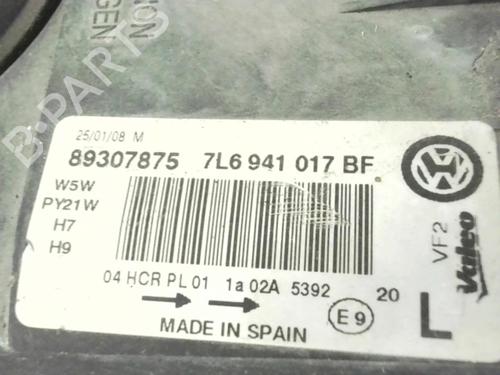 B-PARTS
GEN
25/01/08 M
89307875 7L6 941 017 BF
W5W
PY21W
H7
H9
04 HCR PL 01 1a 02A 5392 20
MADE IN SPAIN
E9
VF2
Valeo
L